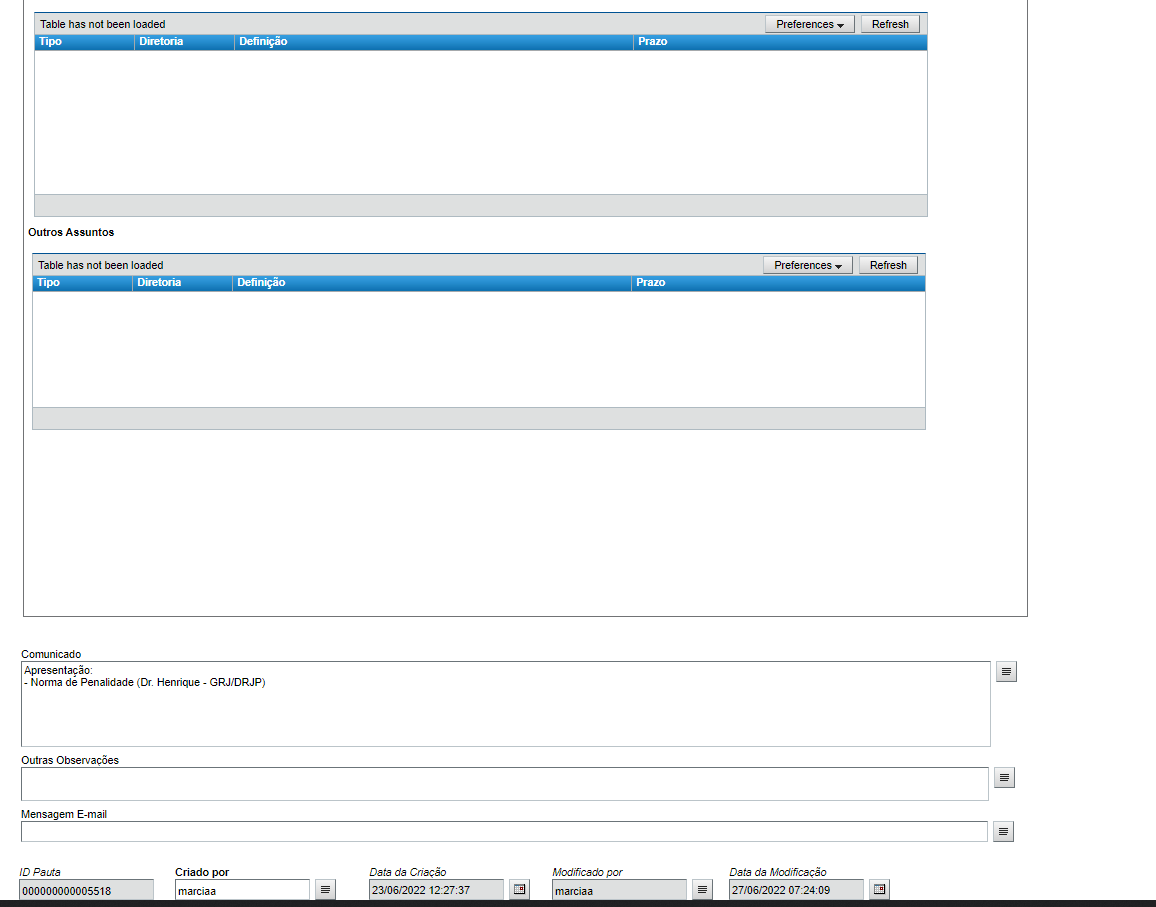 Table has not been loaded Preferences Refresh
Tipo Diretoria Definição Prazo
Outros Assuntos
Table has not been loaded Preferences Refresh
Tipo Diretoria Definição Prazo
Comunicado
Apresentação:
- Norma de Penalidade (Dr. Henrique - GRJ/DRJP)
Outras Observações
Mensagem E-mail
ID Pauta Criado por Data da Criação Modificado por Data da Modificação
000000000005518 marciaa 23/06/2022 12:27:37 marciaa 27/06/2022 07:24:09